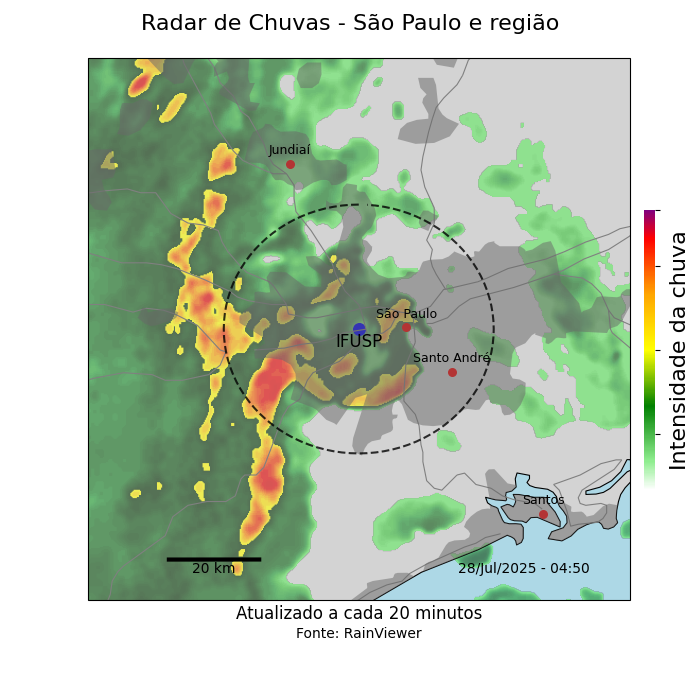 Radar de Chuvas - São Paulo e região
Jundiaí
São Paulo
IFUSP
Santo André
Santos
20 km
28/Jul/2025 - 04:50
Intensidade da chuva
Atualizado a cada 20 minutos
Fonte: RainViewer